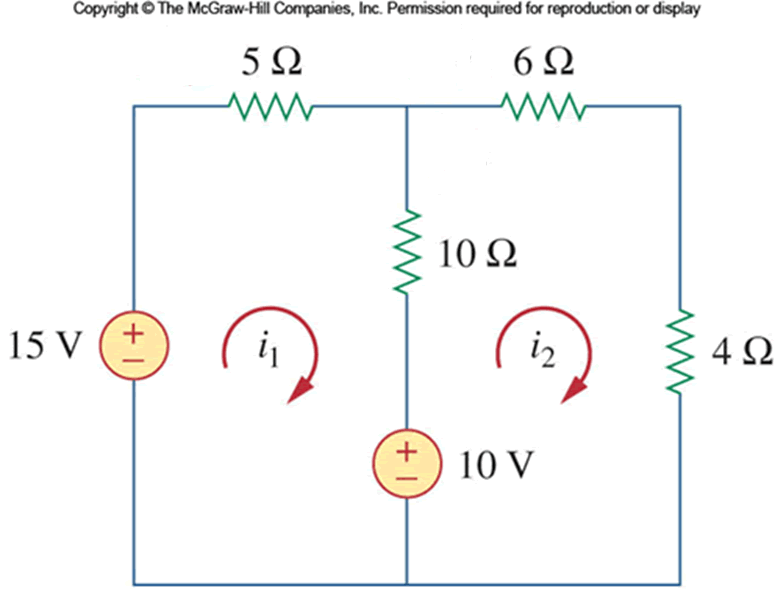 Copyright © The McGraw-Hill Companies, Inc. Permission required for reproduction or display
5 Ω
6 Ω
10 Ω
15 V
+
−
i₁
i₂
4 Ω
+
−
10 V